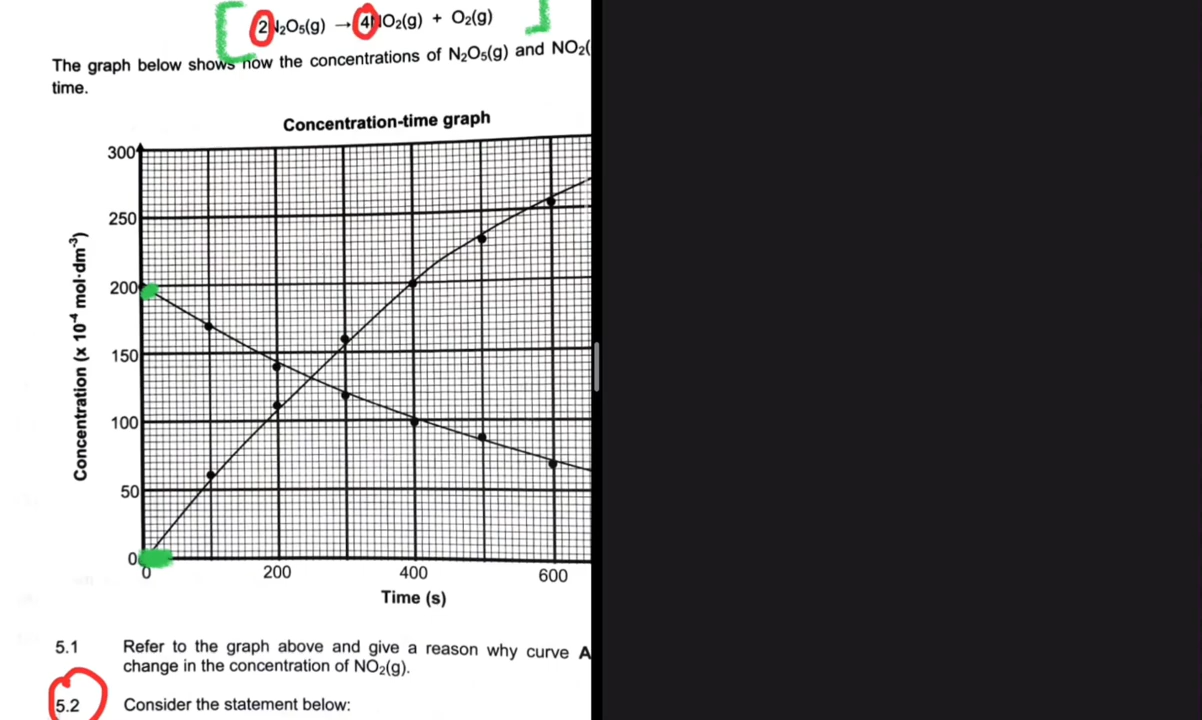 2N₂O₅(g) → 4NO₂(g) + O₂(g)
The graph below shows how the concentrations of N₂O₅(g) and NO₂(
time.
Concentration-time graph
Concentration (x 10⁻⁴ mol·dm⁻³)
300
250
200
150
100
50
0
0 200 400 600
Time (s)
5.1 Refer to the graph above and give a reason why curve A
change in the concentration of NO₂(g).
5.2 Consider the statement below: